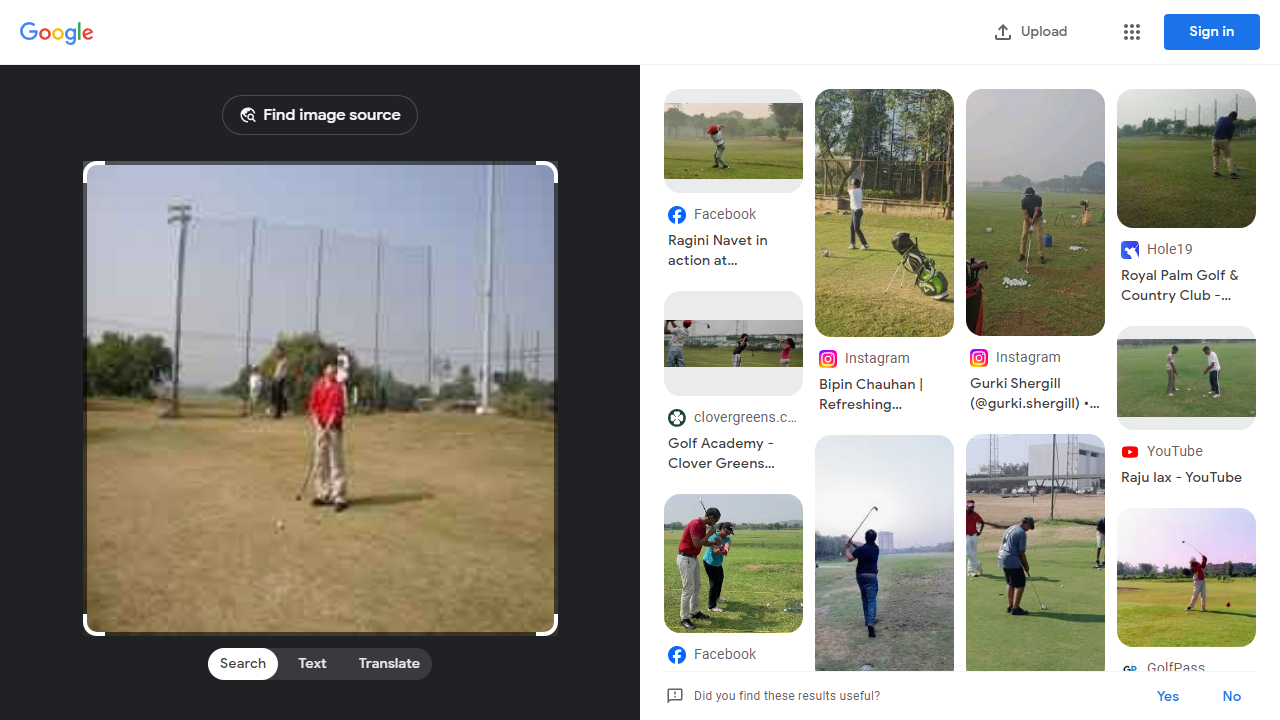 Google
Upload
Sign in
Find image source
Search
Text
Translate
Facebook
Ragini Navet in
action at...
clovergreens.c...
Golf Academy -
Clover Greens...
Facebook
Instagram
Bipin Chauhan |
Refreshing...
Instagram
Gurki Shergill
(@gurki.shergill) •...
Hole19
Royal Palm Golf &
Country Club -...
YouTube
Raju lax - YouTube
GolfPass
Did you find these results useful?
Yes
No